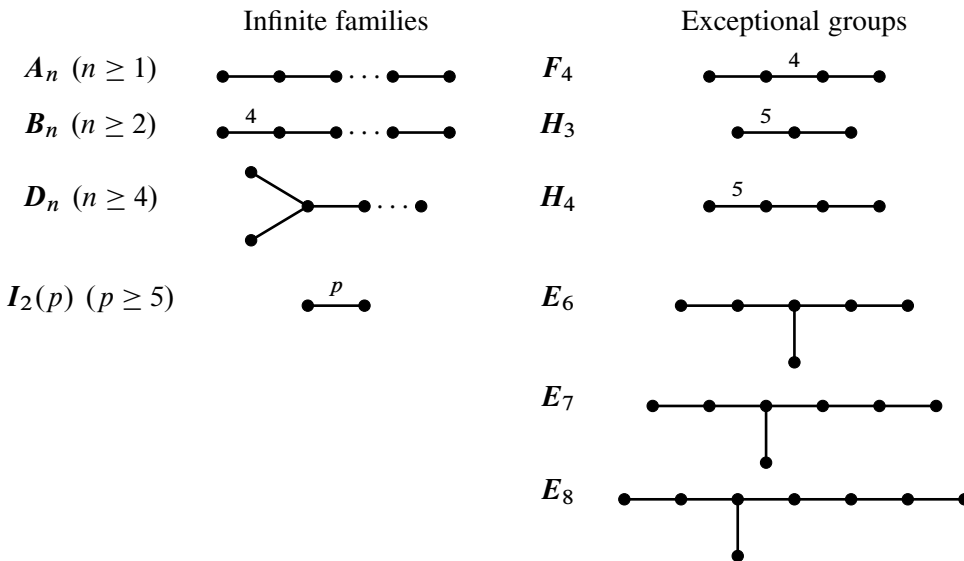 Infinite families
Exceptional groups
A_n (n ≥ 1)
F_4
4
B_n (n ≥ 2)
4
H_3
5
D_n (n ≥ 4)
H_4
5
I_2(p) (p ≥ 5)
p
E_6
E_7
E_8